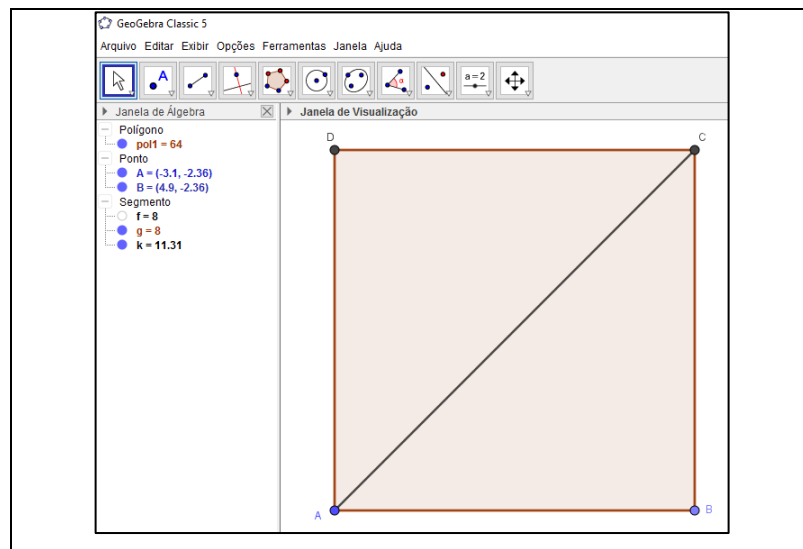 GeoGebra Classic 5
Arquivo Editar Exibir Opções Ferramentas Janela Ajuda
A
α
a=2
Janela de Álgebra
Janela de Visualização
Polígono
pol1 = 64
Ponto
A = (-3.1, -2.36)
B = (4.9, -2.36)
Segmento
f = 8
g = 8
k = 11.31
D
C
A
B